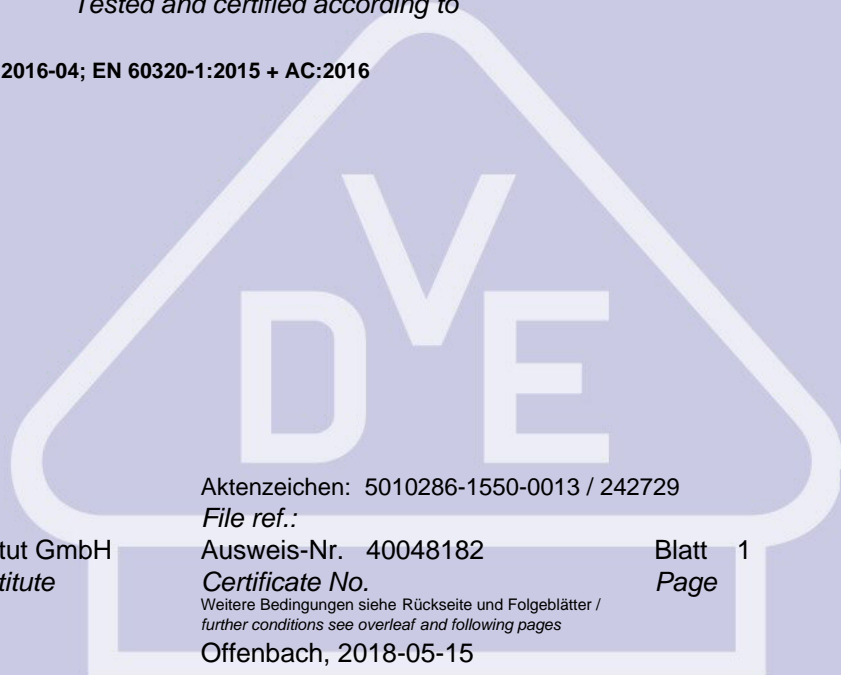 Tested and certified according to
2016-04; EN 60320-1:2015 + AC:2016
DVE
Aktenzeichen: 5010286-1550-0013 / 242729
File ref.:
tut GmbH Ausweis-Nr. 40048182 Blatt 1
titute Certificate No. Page
Weitere Bedingungen siehe Rückseite und Folgeblätter /
further conditions see overleaf and following pages
Offenbach, 2018-05-15